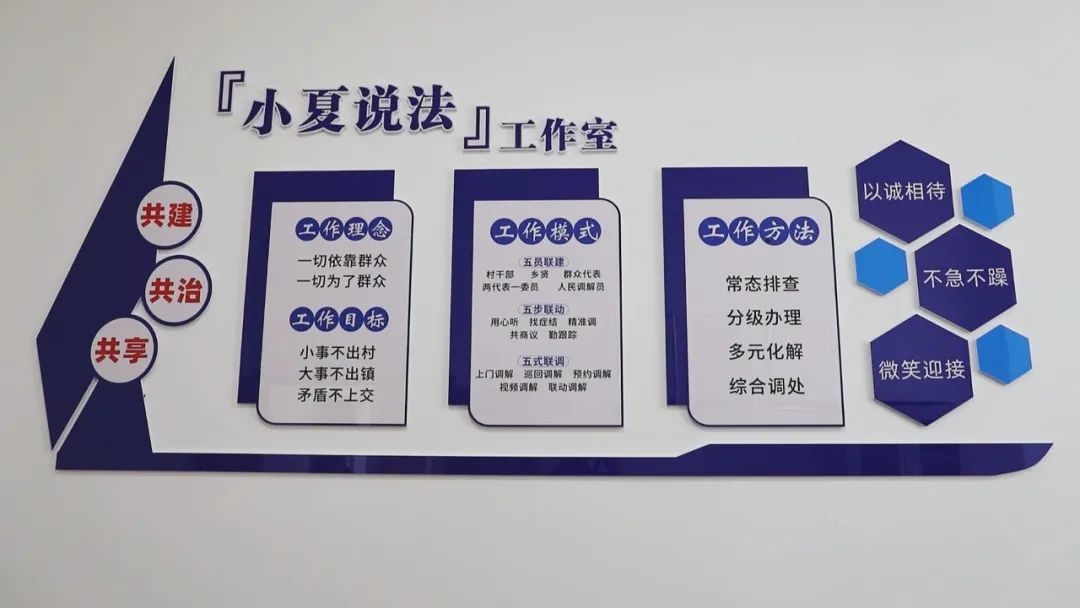 『小夏说法』工作室
共建
共治
共享
工作理念
一切依靠群众
一切为了群众
工作目标
小事不出村
大事不出镇
矛盾不上交
工作模式
五员联建
村干部 乡贤 群众代表
两代表一委员 人民调解员
五步联动
用心听 找症结 精准调
共商议 勤跟踪
五式联调
上门调解 巡回调解 预约调解
视频调解 联动调解
工作方法
常态排查
分级办理
多元化解
综合调处
以诚相待
不急不躁
微笑迎接